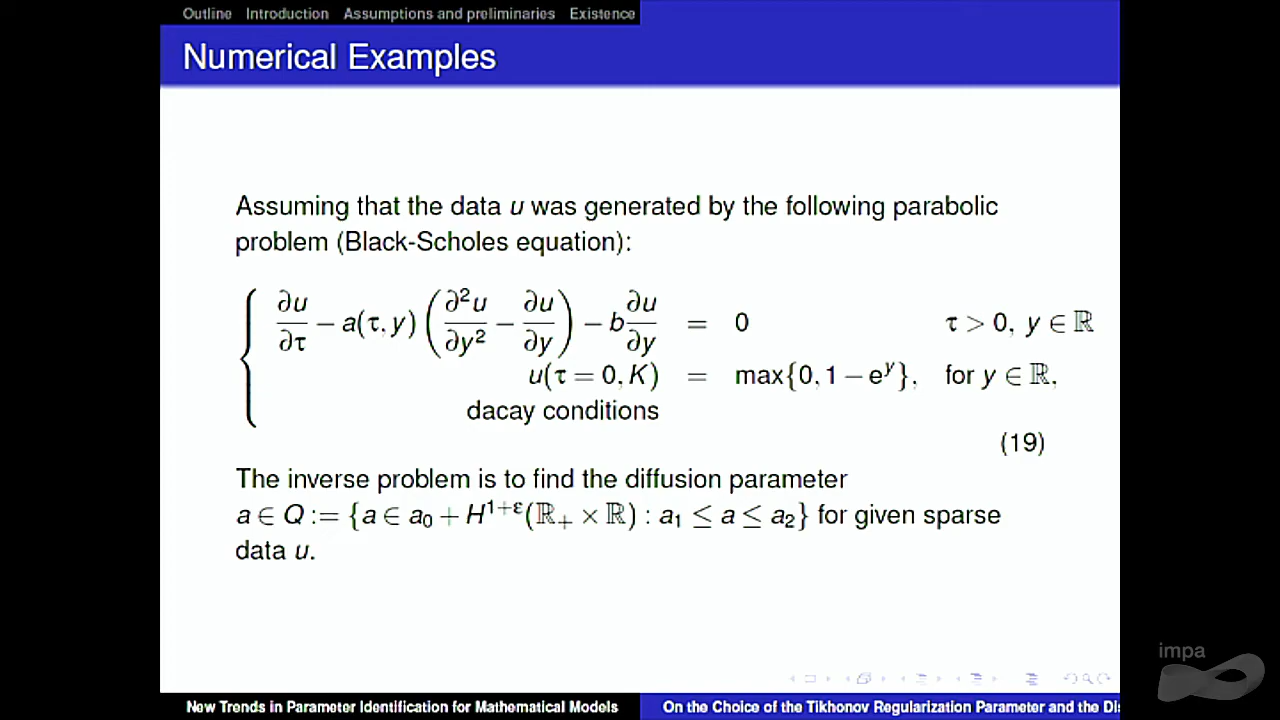 Outline Introduction Assumptions and preliminaries Existence
Numerical Examples
Assuming that the data u was generated by the following parabolic
problem (Black-Scholes equation):
∂u/∂τ − a(τ, y) (∂²u/∂y² − ∂u/∂y) − b ∂u/∂y = 0 τ > 0, y ∈ ℝ
u(τ = 0, K) = max{0, 1 − eʸ}, for y ∈ ℝ,
dacay conditions
(19)
The inverse problem is to find the diffusion parameter
a ∈ Q := {a ∈ a₀ + H¹⁺ᵋ(ℝ₊ × ℝ) : a₁ ≤ a ≤ a₂} for given sparse
data u.
impa
New Trends in Parameter Identification for Mathematical Models On the Choice of the Tikhonov Regularization Parameter and the Dis